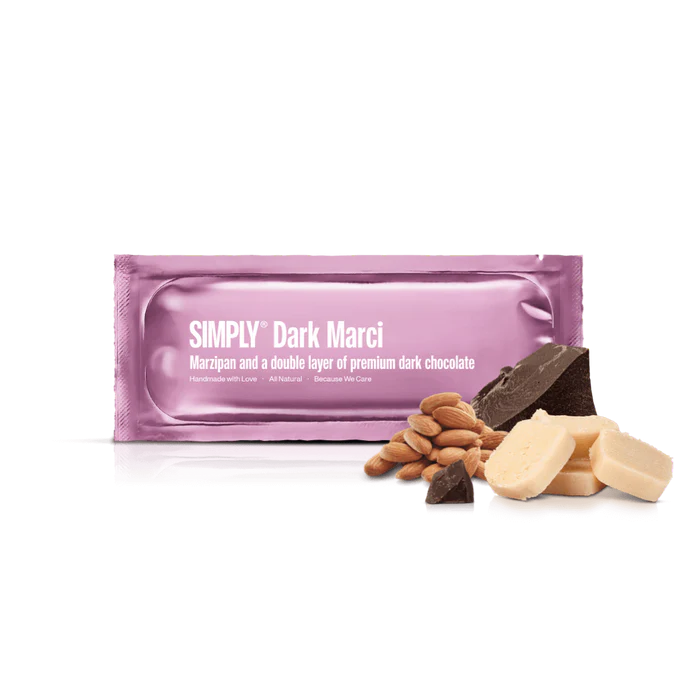 SIMPLY® Dark Marci
Marzipan and a double layer of premium dark chocolate
Handmade with Love · All Natural · Because We Care